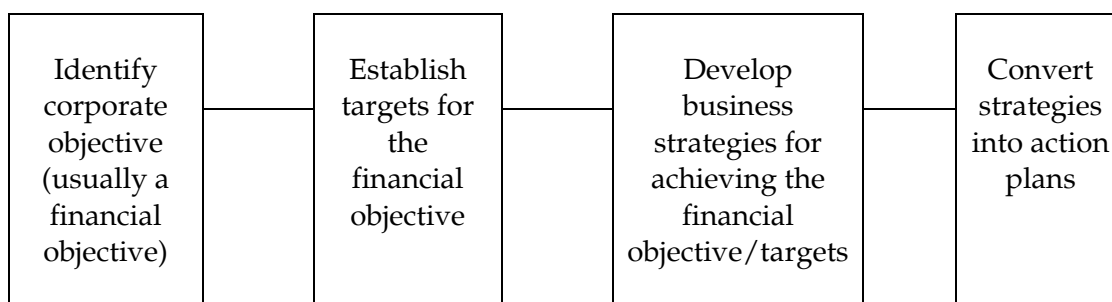 Identify
corporate
objective
(usually a
financial
objective)
Establish
targets for
the
financial
objective
Develop
business
strategies for
achieving the
financial
objective/targets
Convert
strategies
into action
plans